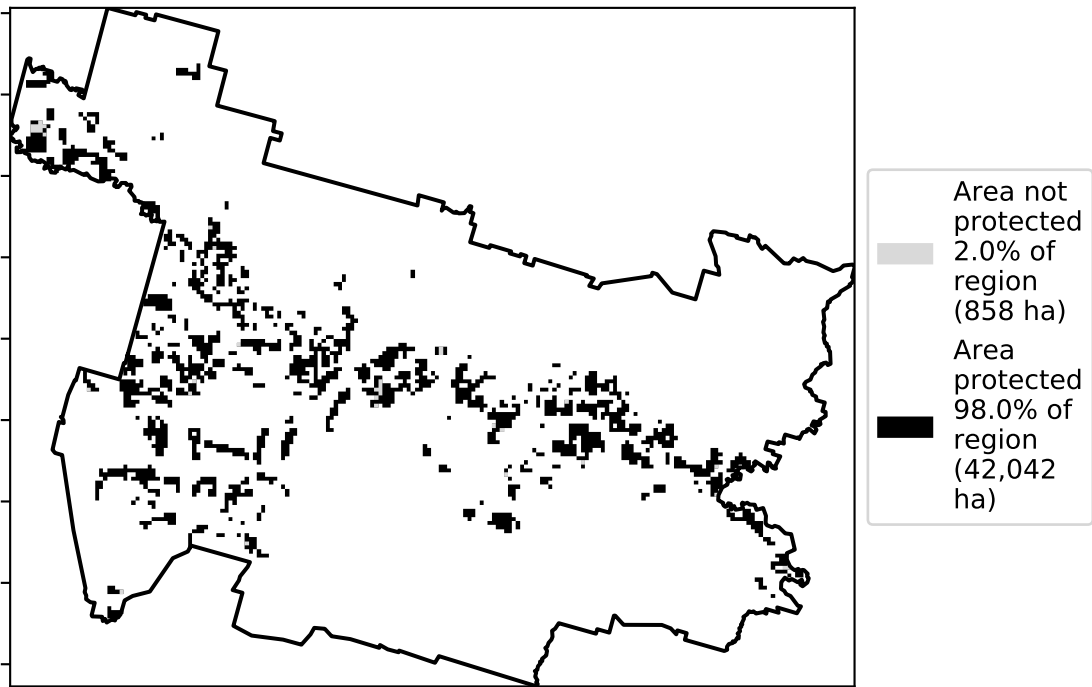 Area not
protected
2.0% of
region
(858 ha)
Area
protected
98.0% of
region
(42,042
ha)